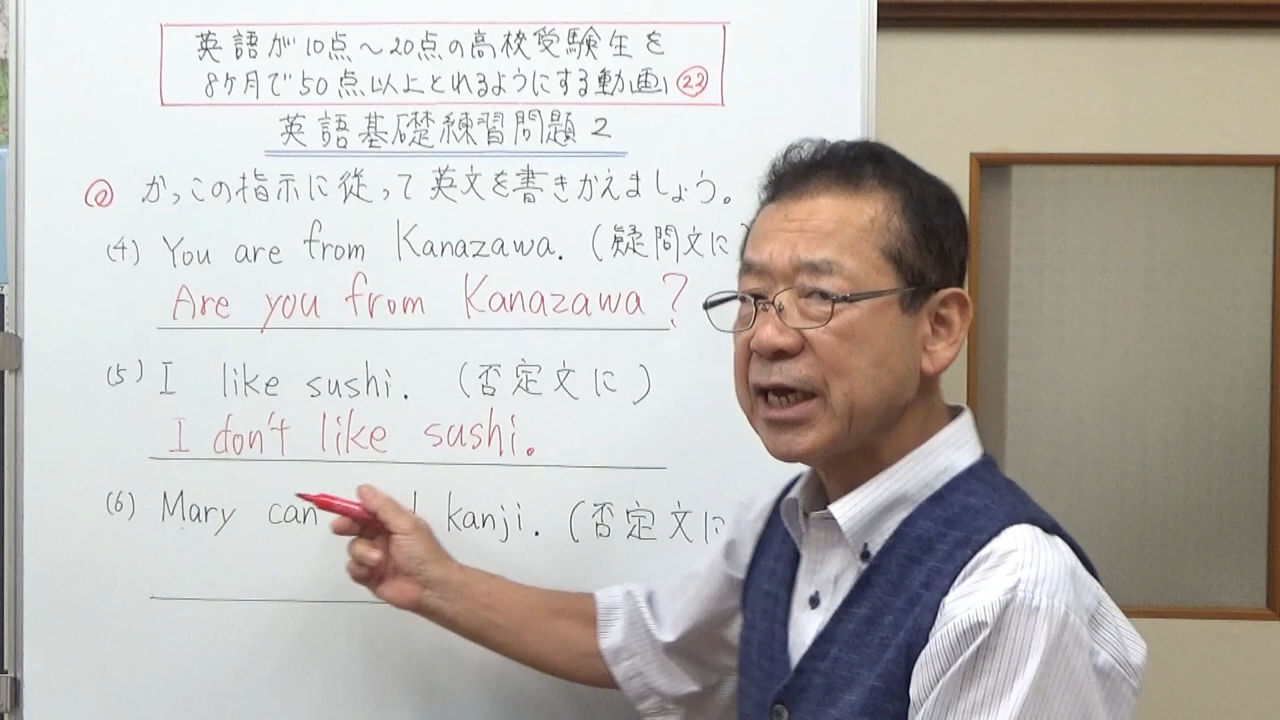 英語が10点～20点の高校受験生を
8ケ月で50点以上とれるようにする動画 22
英語基礎練習問題 2
かっこの指示に従って英文を書きかえましょう。
(4) You are from Kanazawa. (疑問文に)
Are you from Kanazawa?
(5) I like sushi. (否定文に)
I don't like sushi.
(6) Mary can kanji. (否定文に